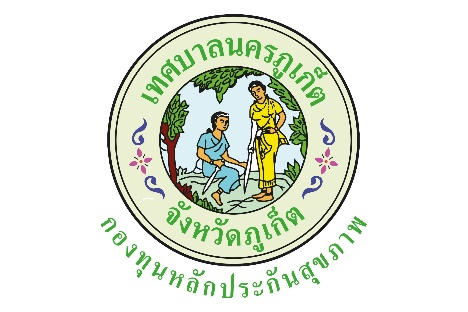 เทศบาลนครภูเก็ต
จังหวัดภูเก็ต
กองทุนหลักประกันสุขภาพ